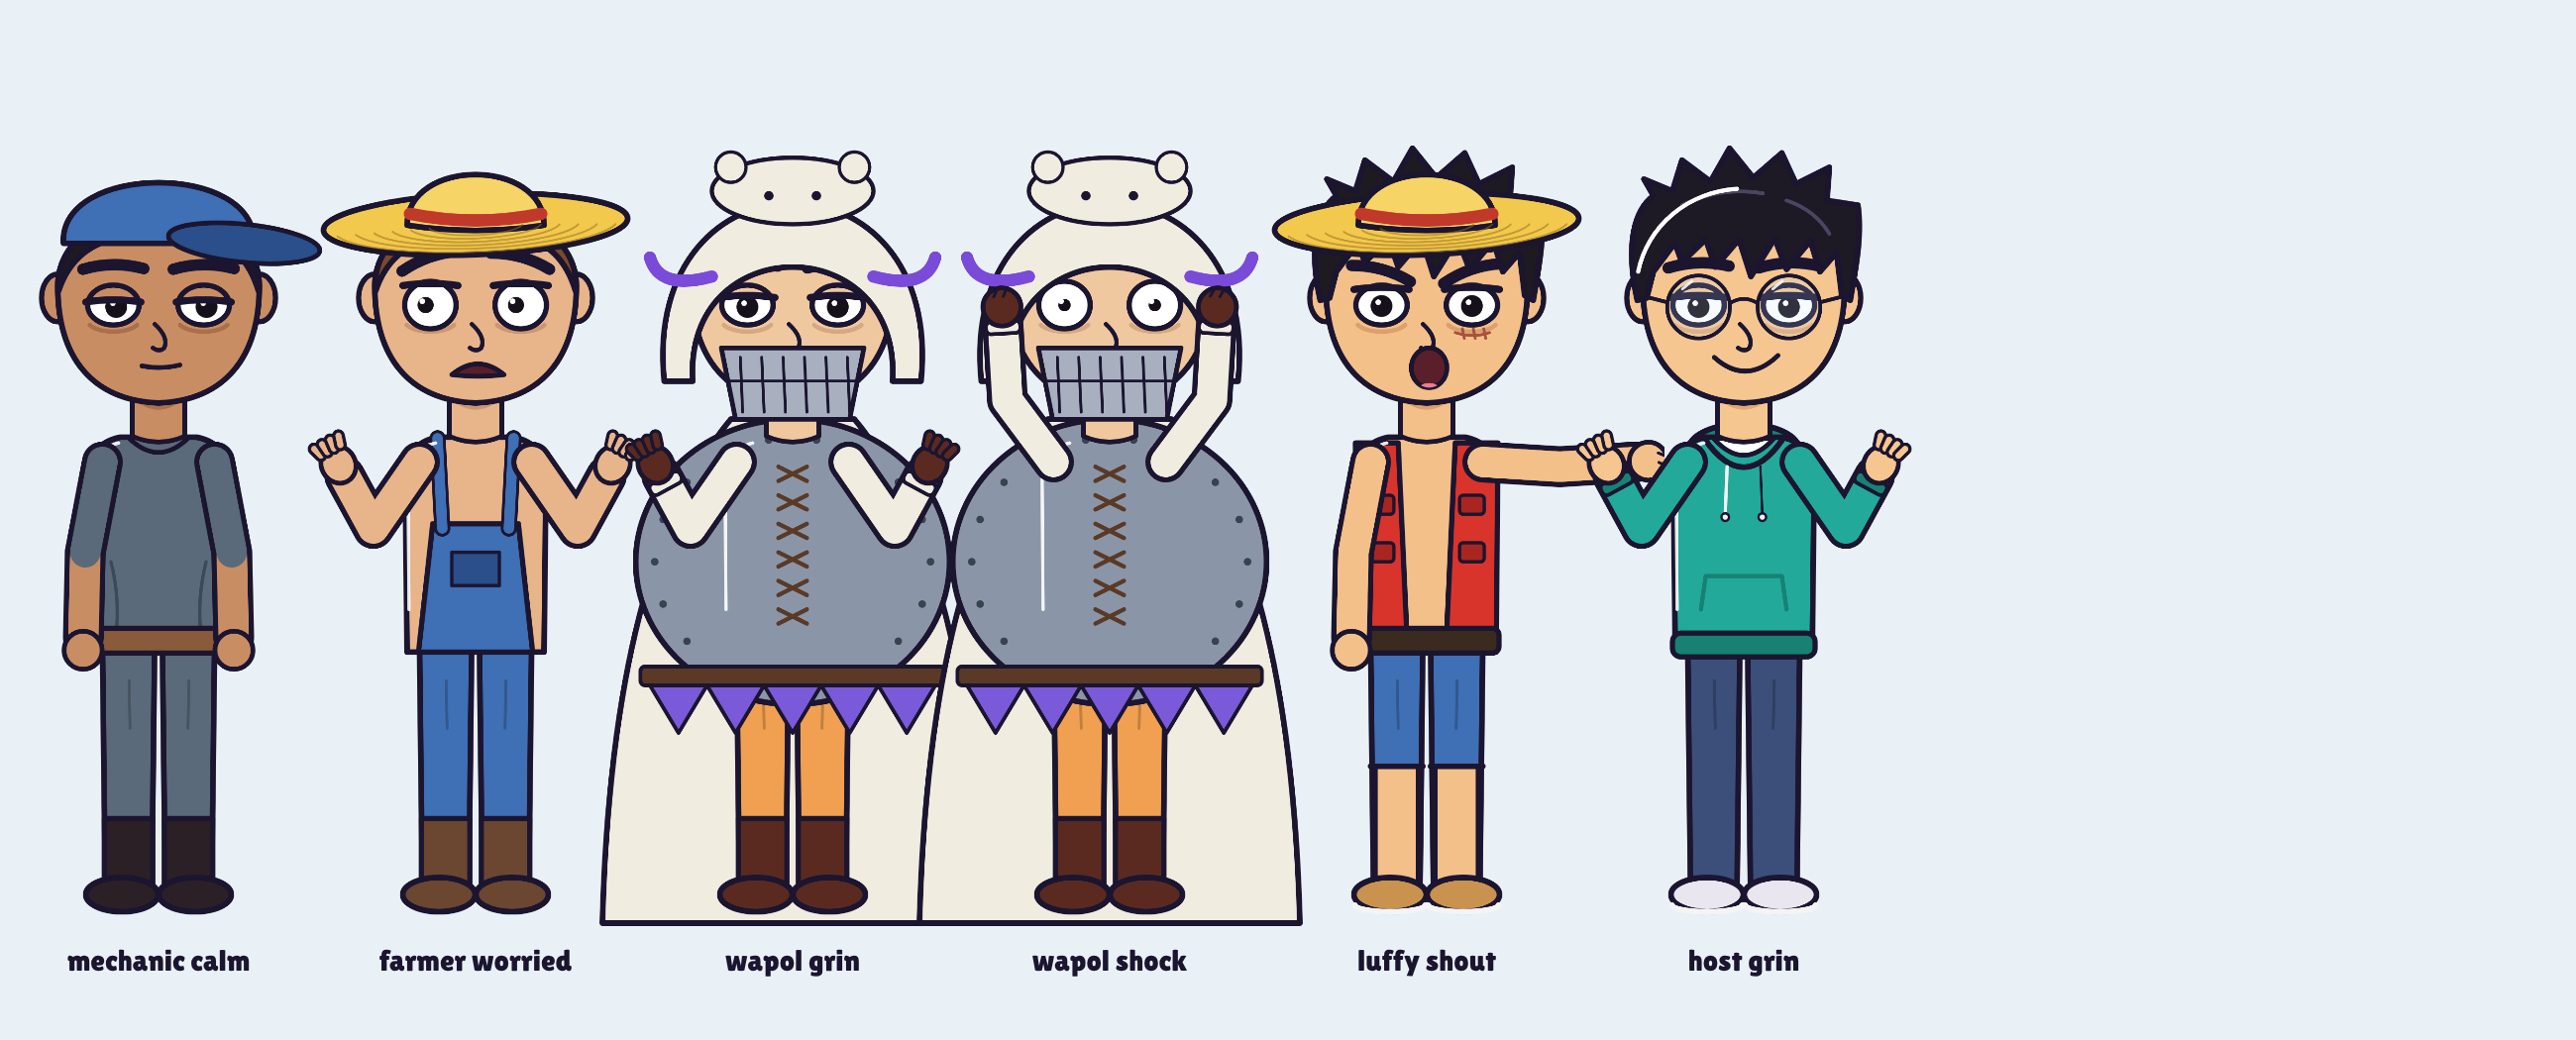 mechanic calm
farmer worried
wapol grin
wapol shock
luffy shout
host grin